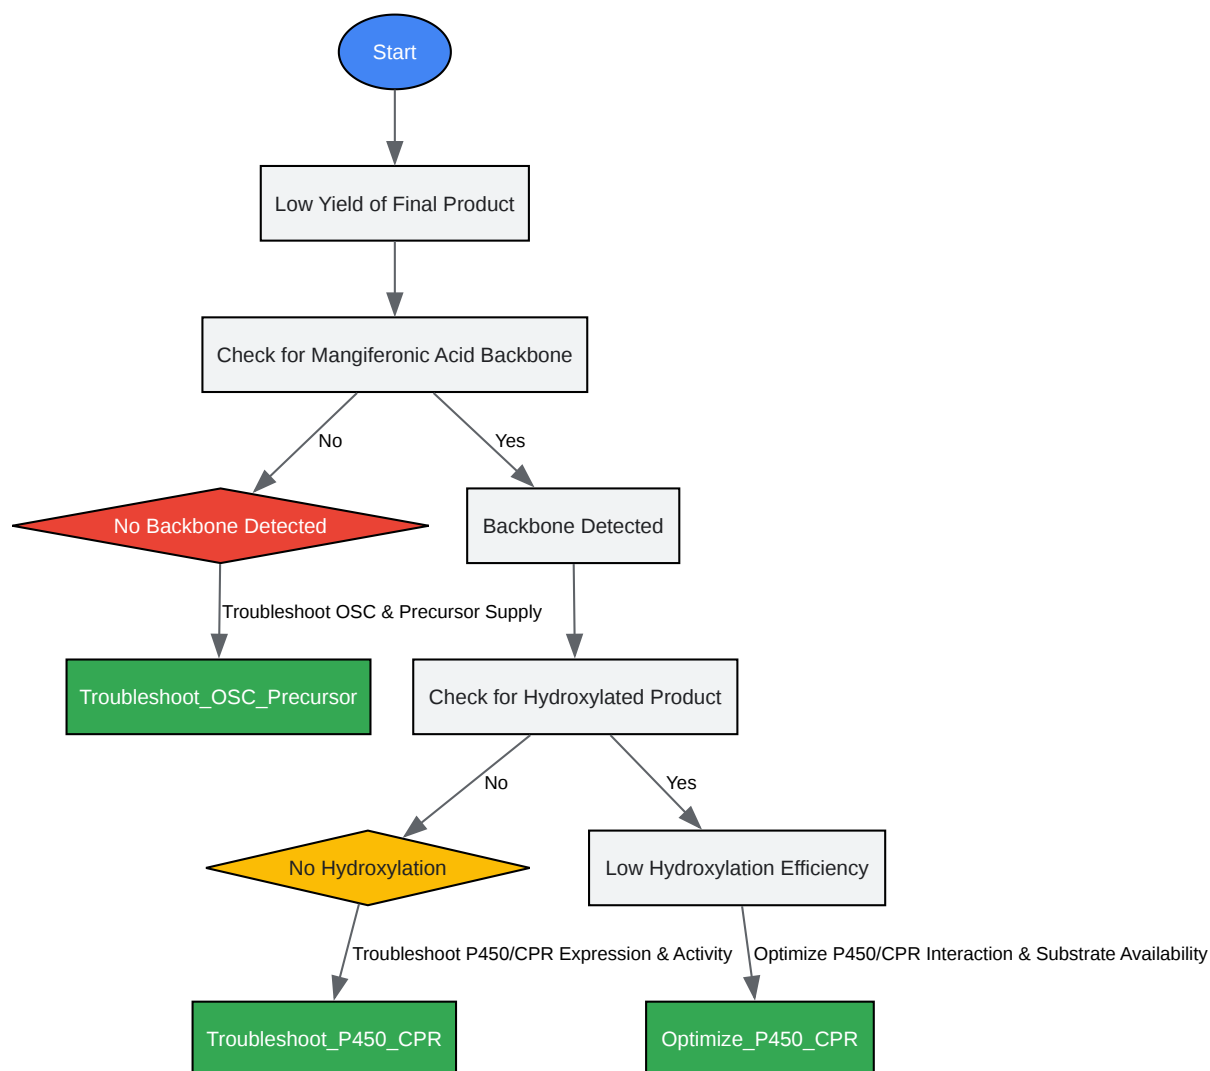 Start
Low Yield of Final Product
Check for Mangiferonic Acid Backbone
No
Yes
No Backbone Detected
Backbone Detected
Troubleshoot OSC & Precursor Supply
Troubleshoot_OSC_Precursor
Check for Hydroxylated Product
No
Yes
No Hydroxylation
Low Hydroxylation Efficiency
Troubleshoot P450/CPR Expression & Activity
Optimize P450/CPR Interaction & Substrate Availability
Troubleshoot_P450_CPR
Optimize_P450_CPR